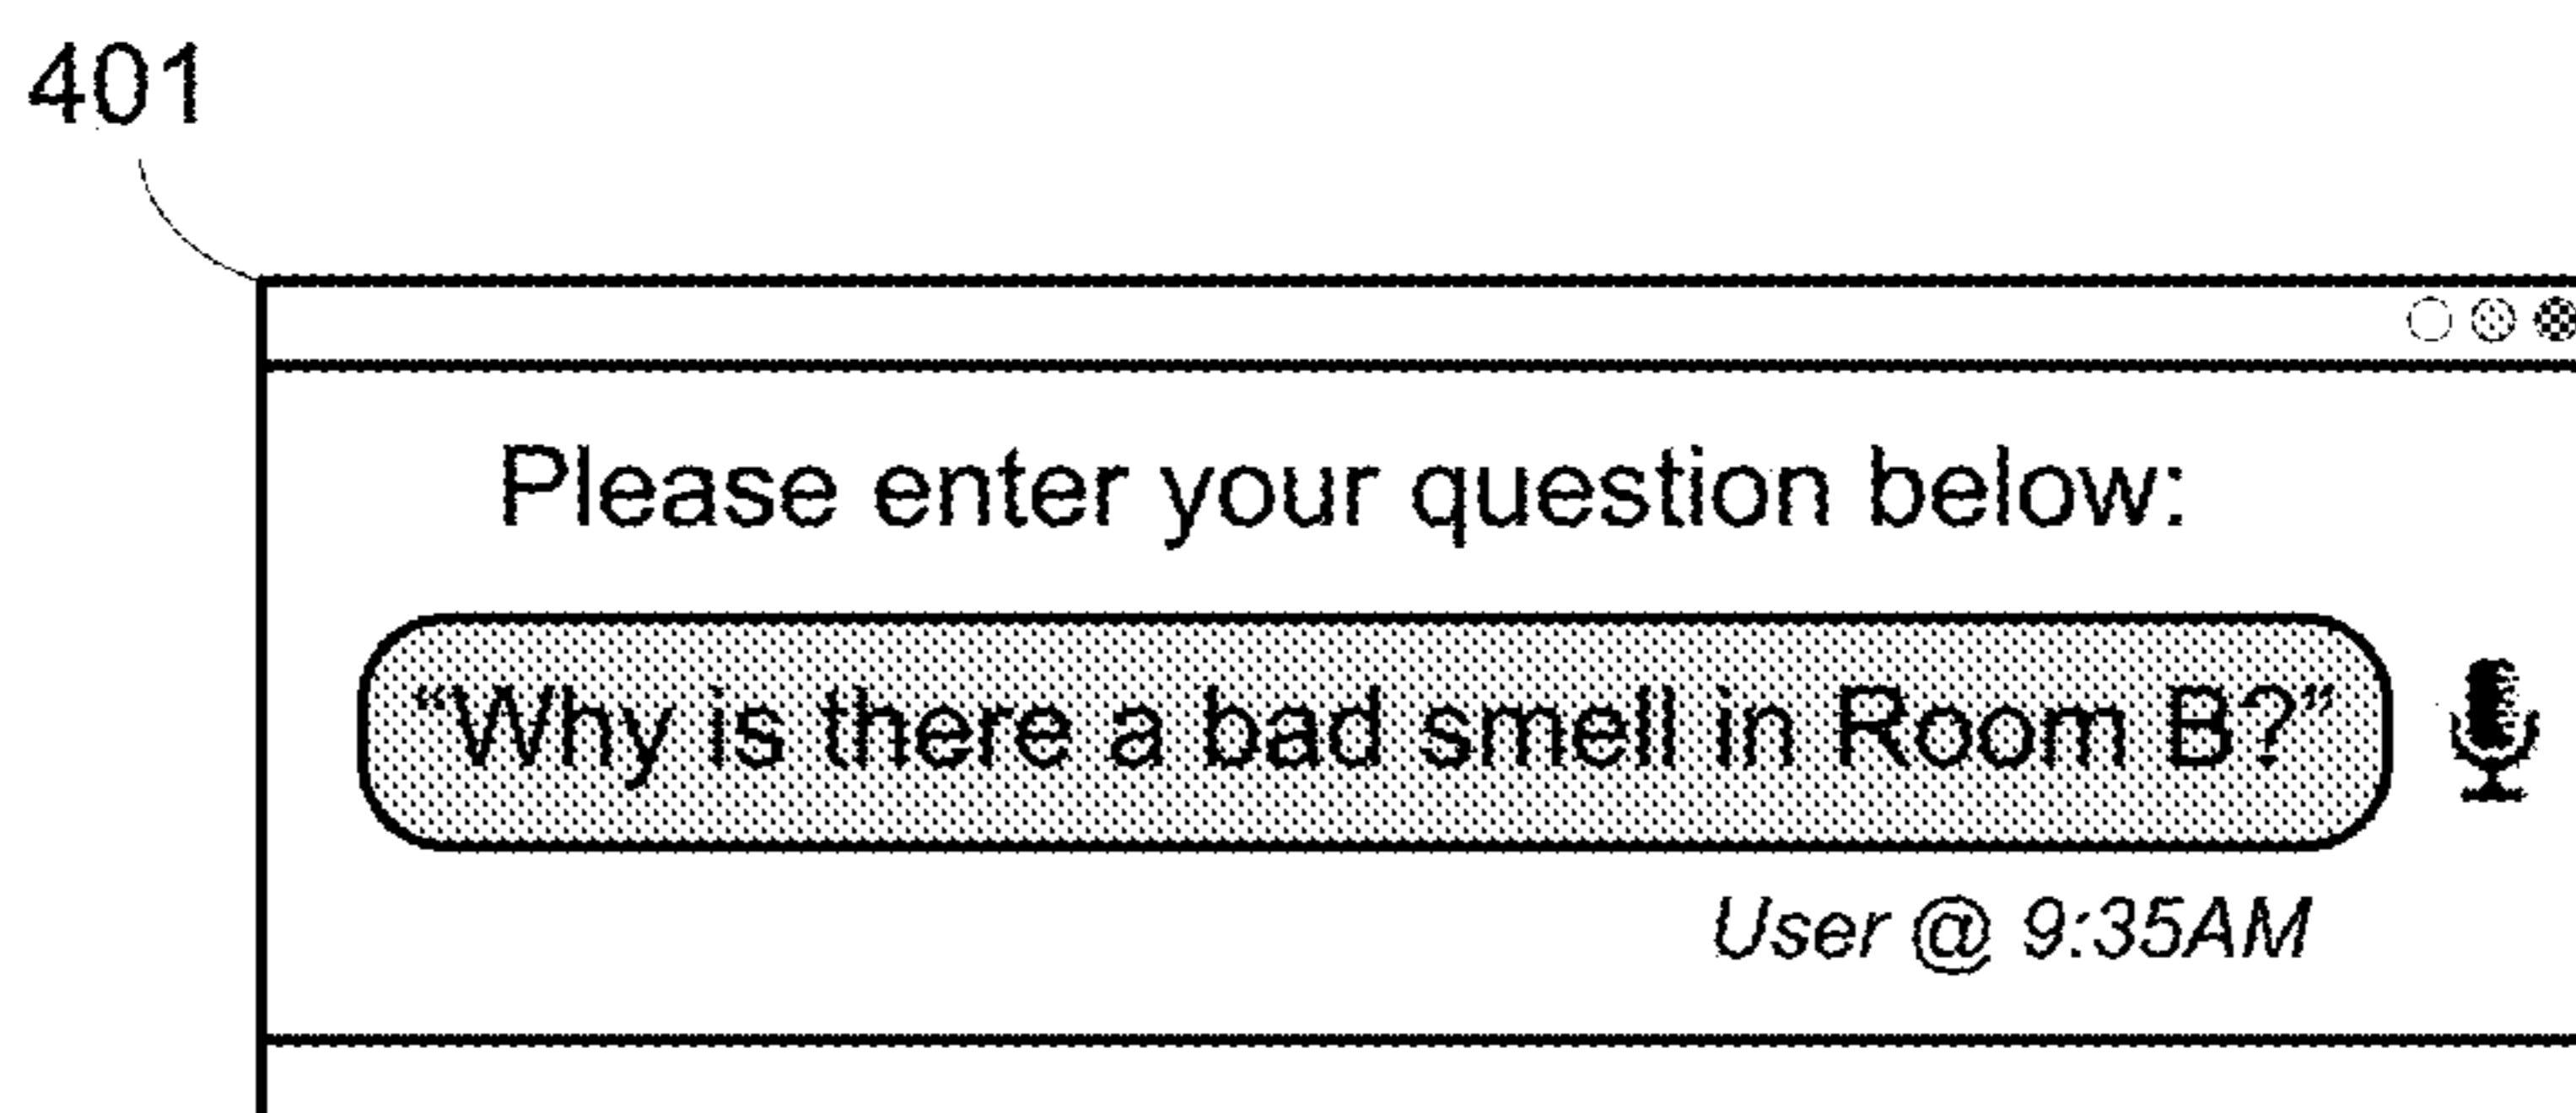 401
Please enter your question below:
“Why is there a bad smell in Room B?”
User @ 9:35AM